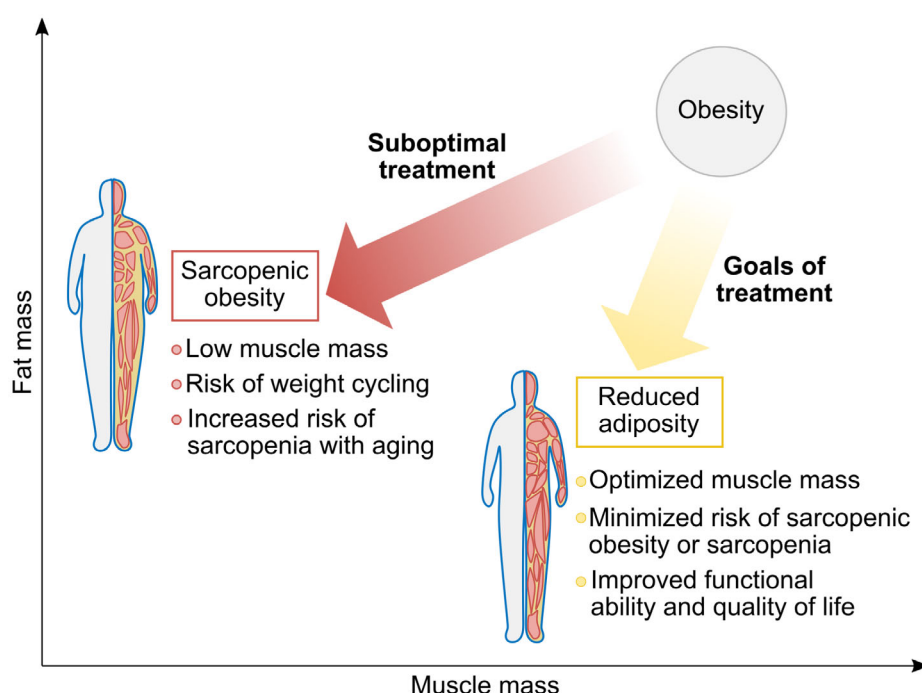 Obesity
Suboptimal
treatment
Goals of
treatment
Sarcopenic
obesity
Low muscle mass
Risk of weight cycling
Increased risk of
sarcopenia with aging
Reduced
adiposity
Optimized muscle mass
Minimized risk of sarcopenic
obesity or sarcopenia
Improved functional
ability and quality of life
Fat mass
Muscle mass